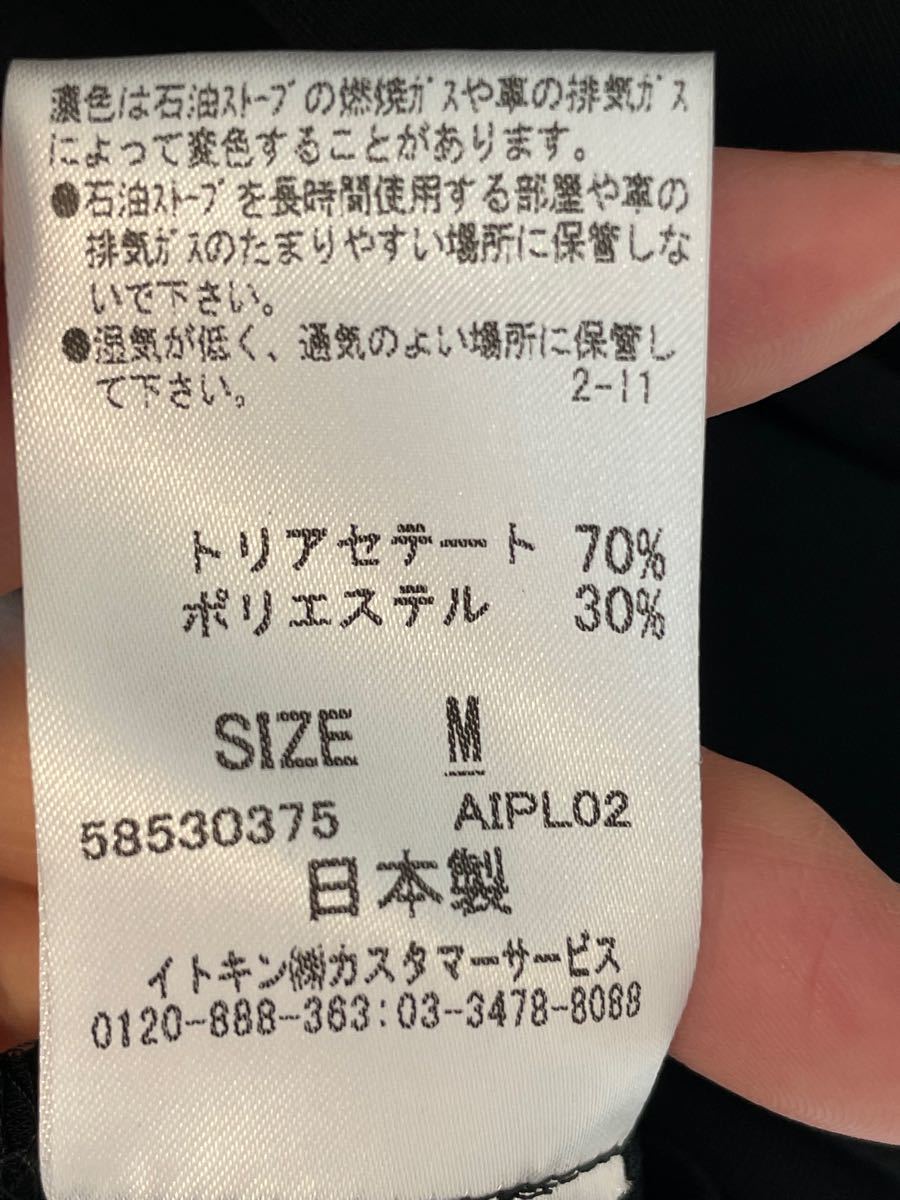 濃色は石油ｽﾄｰﾌﾞの燃焼ｶﾞｽや車の排気ｶﾞｽ
によって変色することがあります。
●石油ｽﾄｰﾌﾞを長時間使用する部屋や車の
排気ｶﾞｽのたまりやすい場所に保管しな
いで下さい。
●湿気が低く、通気のよい場所に保管し
て下さい。 2-11
トリアセテート 70%
ポリエステル 30%
SIZE M
58530375 AIPL02
日本製
イトキン㈱カスタマーサービス
0120-888-363:03-3478-8088